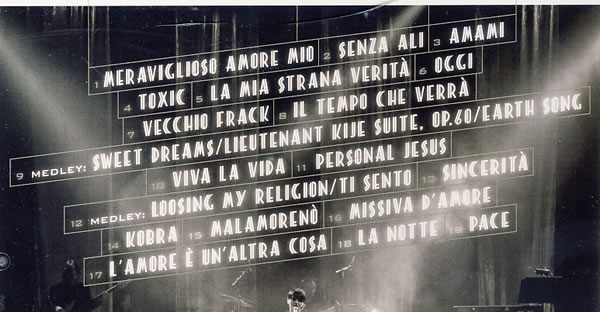 1 MERAVIGLIOSO AMORE MIO 2 SENZA ALI 3 AMAMI
4 TOXIC 5 LA MIA STRANA VERITÀ 6 OGGI
7 VECCHIO FRACK 8 IL TEMPO CHE VERRÀ
9 MEDLEY: SWEET DREAMS/LIEUTENANT KIJE SUITE, OP.60/EARTH SONG
10 VIVA LA VIDA 11 PERSONAL JESUS
12 MEDLEY: LOOSING MY RELIGION/TI SENTO 13 SINCERITÀ
14 KOBRA 15 MALAMORENÒ 16 MISSIVA D'AMORE
17 L'AMORE È UN'ALTRA COSA 18 LA NOTTE 19 PACE